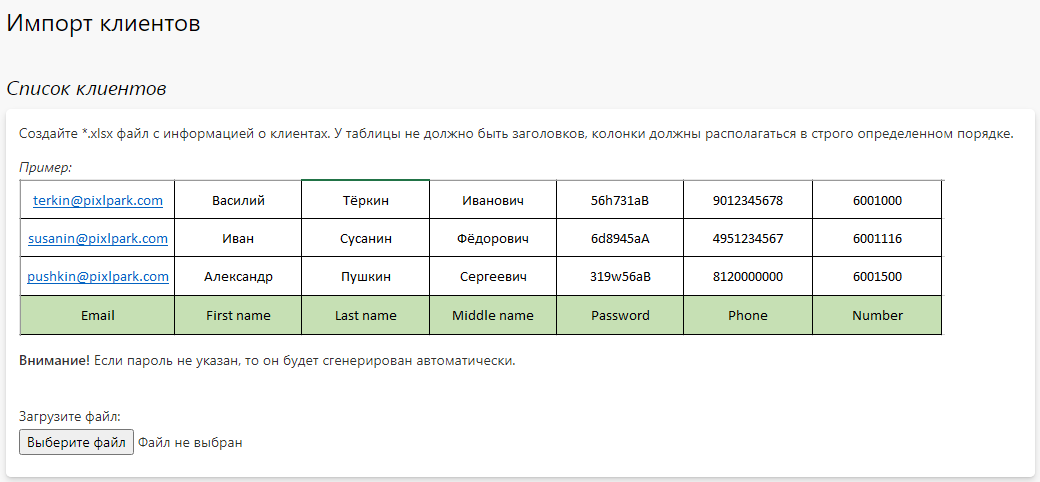 Импорт клиентов
Список клиентов
Создайте *.xlsx файл с информацией о клиентах. У таблицы не должно быть заголовков, колонки должны располагаться в строго определенном порядке.
Пример:
terkin@pixlpark.com Василий Тёркин Иванович 56h731aB 9012345678 6001000
susanin@pixlpark.com Иван Сусанин Фёдорович 6d8945aA 4951234567 6001116
pushkin@pixlpark.com Александр Пушкин Сергеевич 319w56aB 8120000000 6001500
Email First name Last name Middle name Password Phone Number
Внимание! Если пароль не указан, то он будет сгенерирован автоматически.
Загрузите файл:
Выберите файл Файл не выбран